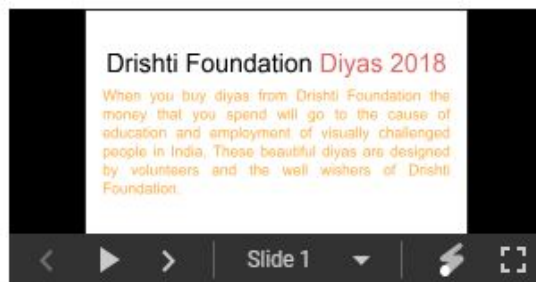 Drishti Foundation Diyas 2018
When you buy diyas from Drishti Foundation the
money that you spend will go to the cause of
education and employment of visually challenged
people in India. These beautiful diyas are designed
by volunteers and the well wishers of Drishti
Foundation.
Slide 1